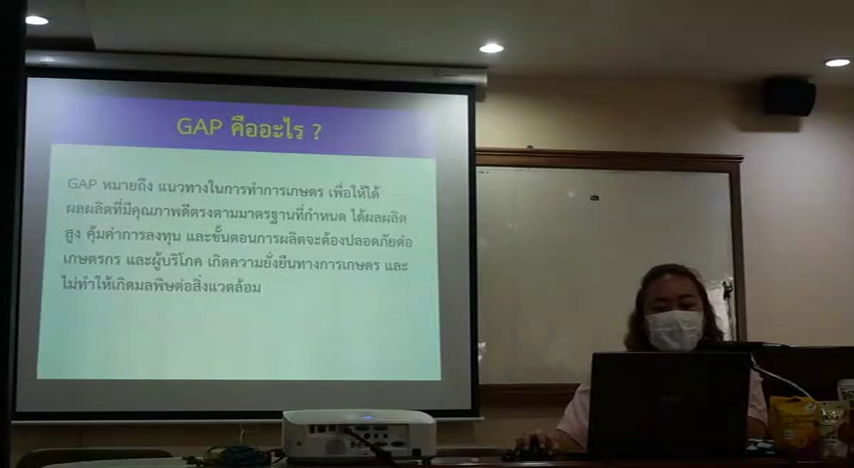 GAP คืออะไร ?
GAP หมายถึง แนวทางในการทำการเกษตร เพื่อให้ได้
ผลผลิตที่มีคุณภาพดีตรงตามมาตรฐานที่กำหนด ได้ผลผลิต
สูง คุ้มค่าการลงทุน และขั้นตอนการผลิตจะต้องปลอดภัยต่อ
เกษตรกร และผู้บริโภค เกิดความยั่งยืนทางการเกษตร และ
ไม่ทำให้เกิดมลพิษต่อสิ่งแวดล้อม